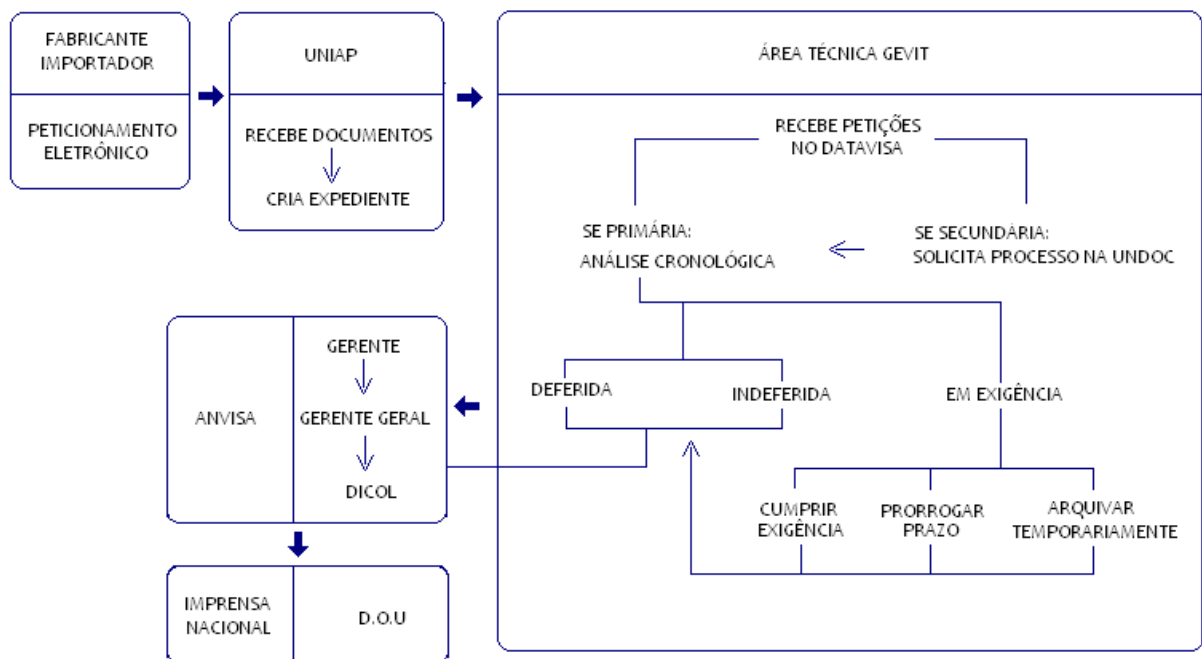 FABRICANTE
IMPORTADOR
PETICIONAMENTO
ELETRÔNICO
UNIAP
RECEBE DOCUMENTOS
CRIA EXPEDIENTE
ÁREA TÉCNICA GEVIT
RECEBE PETIÇÕES
NO DATAVISA
SE PRIMÁRIA:
ANÁLISE CRONOLÓGICA
SE SECUNDÁRIA:
SOLICITA PROCESSO NA UNDOC
DEFERIDA
INDEFERIDA
EM EXIGÊNCIA
CUMPRIR
EXIGÊNCIA
PRORROGAR
PRAZO
ARQUIVAR
TEMPORARIAMENTE
ANVISA
GERENTE
GERENTE GERAL
DICOL
IMPRENSA
NACIONAL
D.O.U